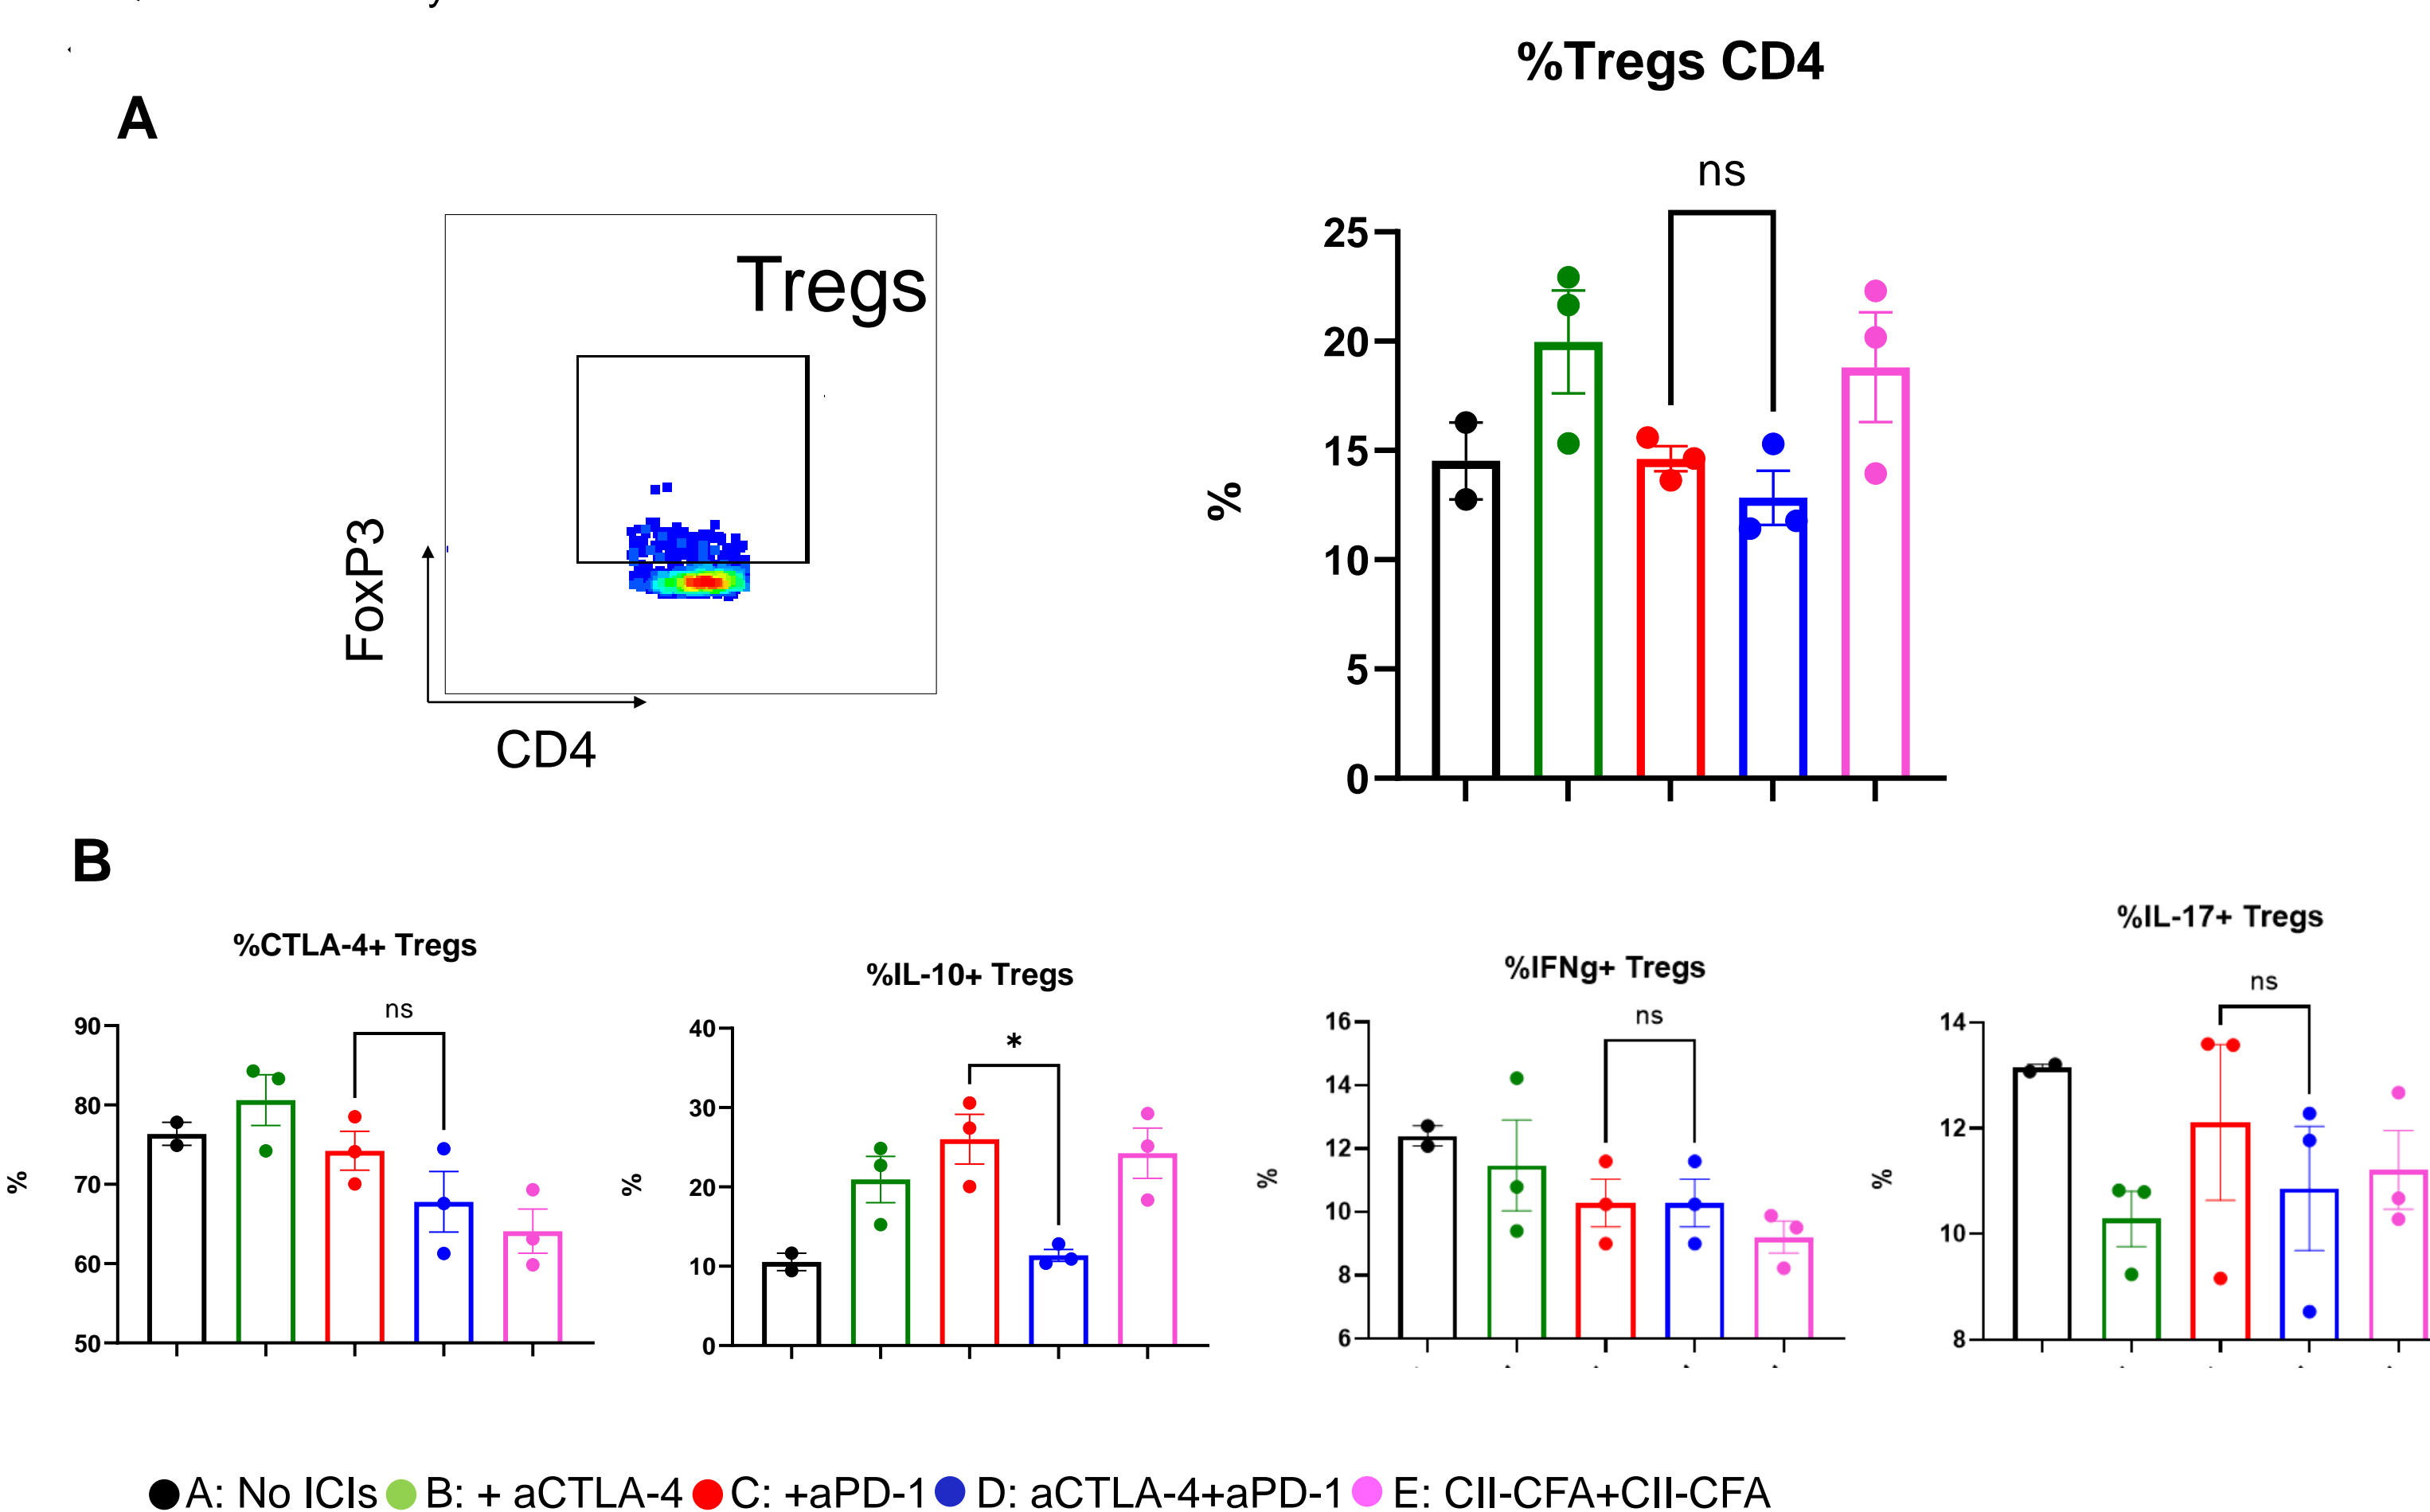 %Tregs CD4
A
Tregs
FoxP3
CD4
ns
%
25
20
15
10
5
0
B
%CTLA-4+ Tregs
ns
%
90
80
70
60
50
%IL-10+ Tregs
*
%
40
30
20
10
0
%IFNg+ Tregs
ns
%
16
14
12
10
8
6
%IL-17+ Tregs
ns
%
14
12
10
8
A: No ICIs B: + aCTLA-4 C: +aPD-1 D: aCTLA-4+aPD-1 E: CII-CFA+CII-CFA